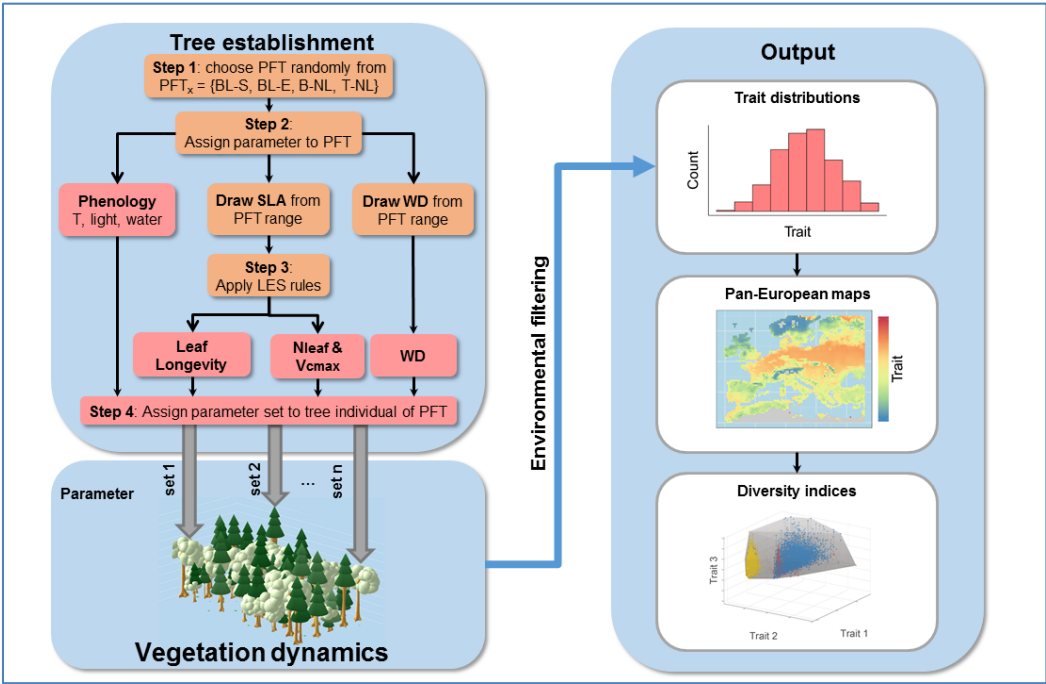 Tree establishment
Step 1: choose PFT randomly from
PFTx = {BL-S, BL-E, B-NL, T-NL}
Step 2:
Assign parameter to PFT
Phenology
T, light, water
Draw SLA from
PFT range
Draw WD from
PFT range
Step 3:
Apply LES rules
Leaf
Longevity
Nleaf &
Vcmax
WD
Step 4: Assign parameter set to tree individual of PFT
Parameter
set 1
set 2
...
set n
Vegetation dynamics
Environmental filtering
Output
Trait distributions
Count
Trait
Pan-European maps
Trait
Diversity indices
Trait 3
Trait 2
Trait 1